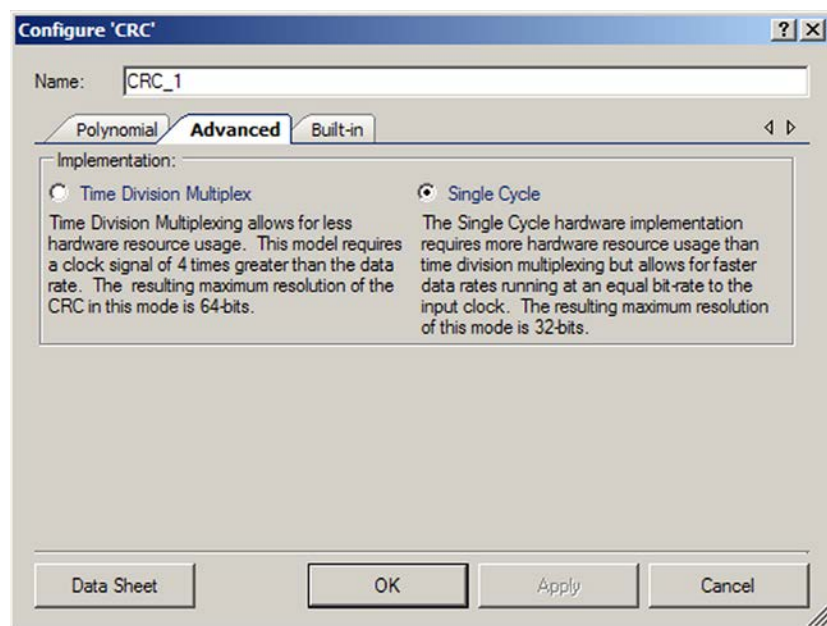 Configure 'CRC'
? X
Name: CRC_1
Polynomial Advanced Built-in
Implementation:
Time Division Multiplex
Time Division Multiplexing allows for less
hardware resource usage. This model requires
a clock signal of 4 times greater than the data
rate. The resulting maximum resolution of the
CRC in this mode is 64-bits.
Single Cycle
The Single Cycle hardware implementation
requires more hardware resource usage than
time division multiplexing but allows for faster
data rates running at an equal bit-rate to the
input clock. The resulting maximum resolution
of this mode is 32-bits.
Data Sheet OK Apply Cancel